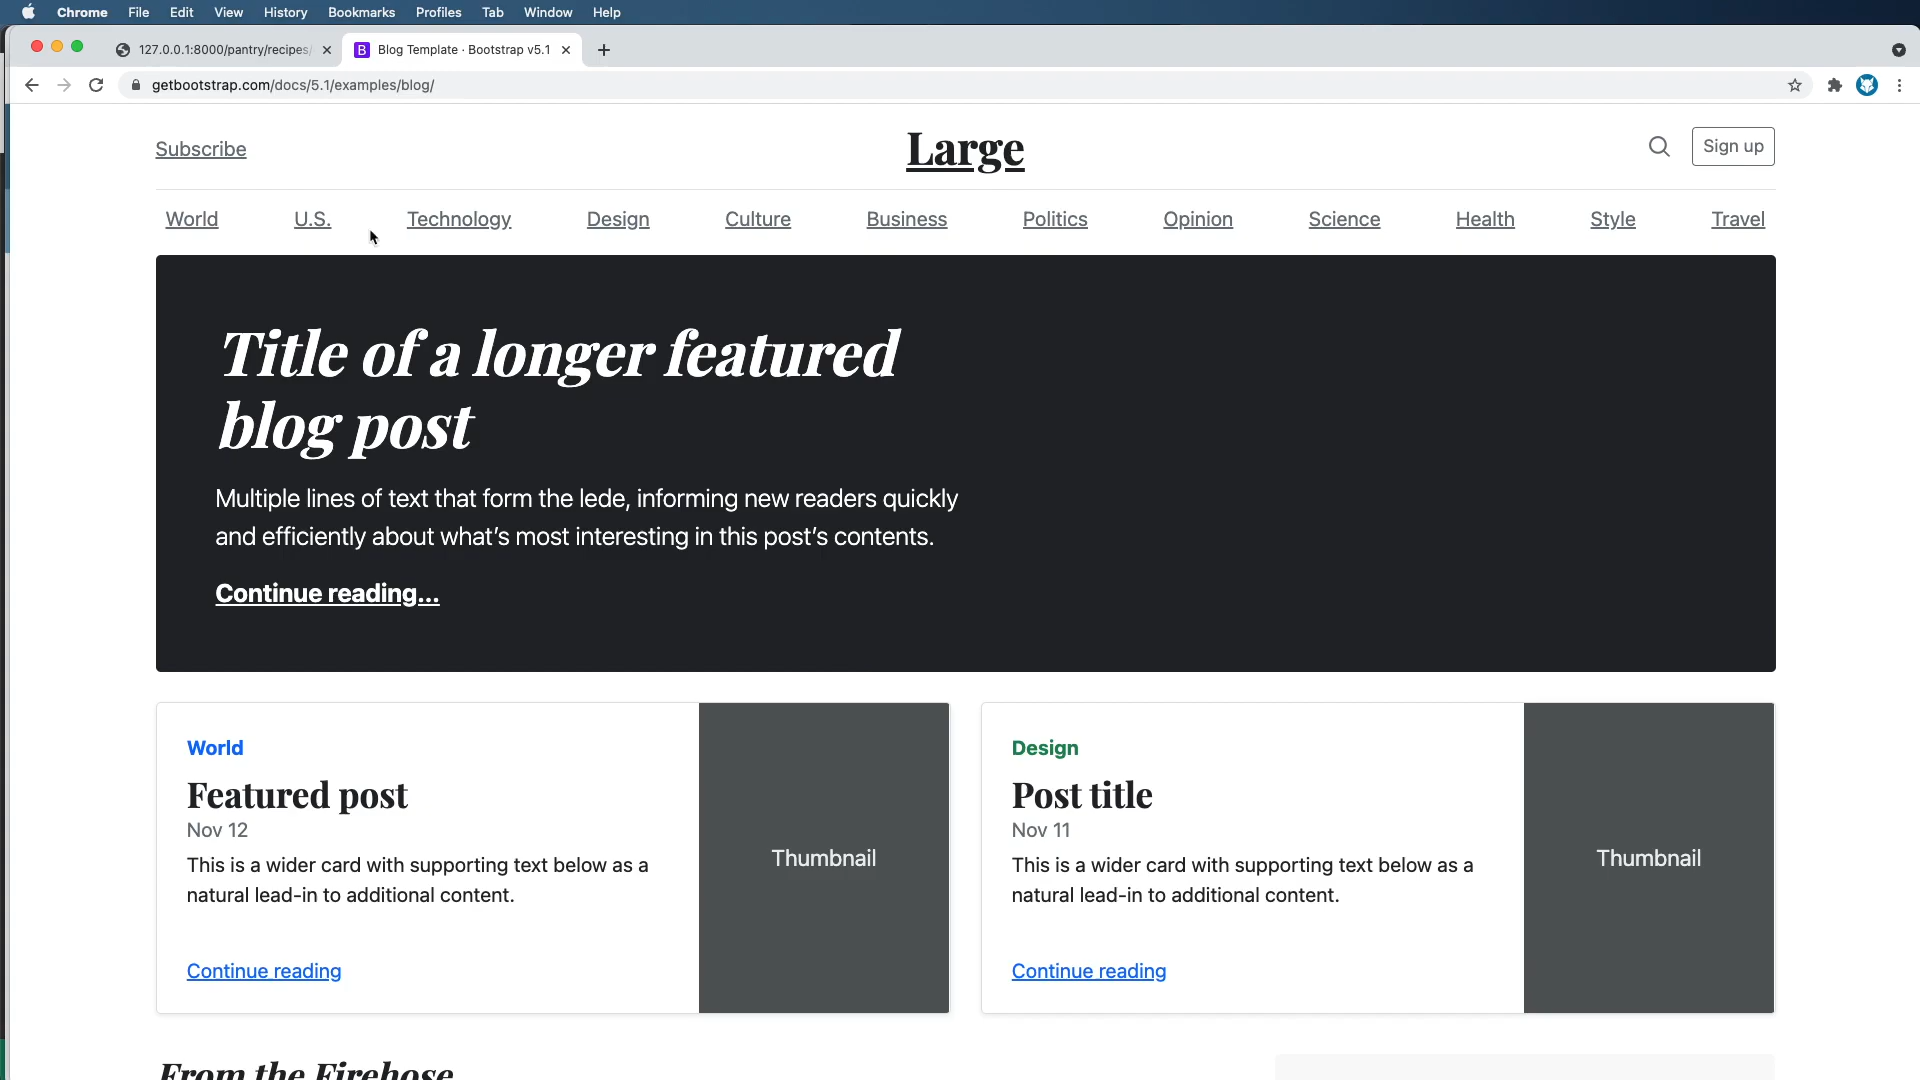 Chrome File Edit View History Bookmarks Profiles Tab Window Help
127.0.0.1:8000/pantry/recipes/
Blog Template · Bootstrap v5.1
getbootstrap.com/docs/5.1/examples/blog/
Subscribe
Large
Sign up
World U.S. Technology Design Culture Business Politics Opinion Science Health Style Travel
Title of a longer featured
blog post
Multiple lines of text that form the lede, informing new readers quickly
and efficiently about what’s most interesting in this post’s contents.
Continue reading...
World
Featured post
Nov 12
This is a wider card with supporting text below as a
natural lead-in to additional content.
Continue reading
Thumbnail
Design
Post title
Nov 11
This is a wider card with supporting text below as a
natural lead-in to additional content.
Continue reading
Thumbnail
From the Firehose